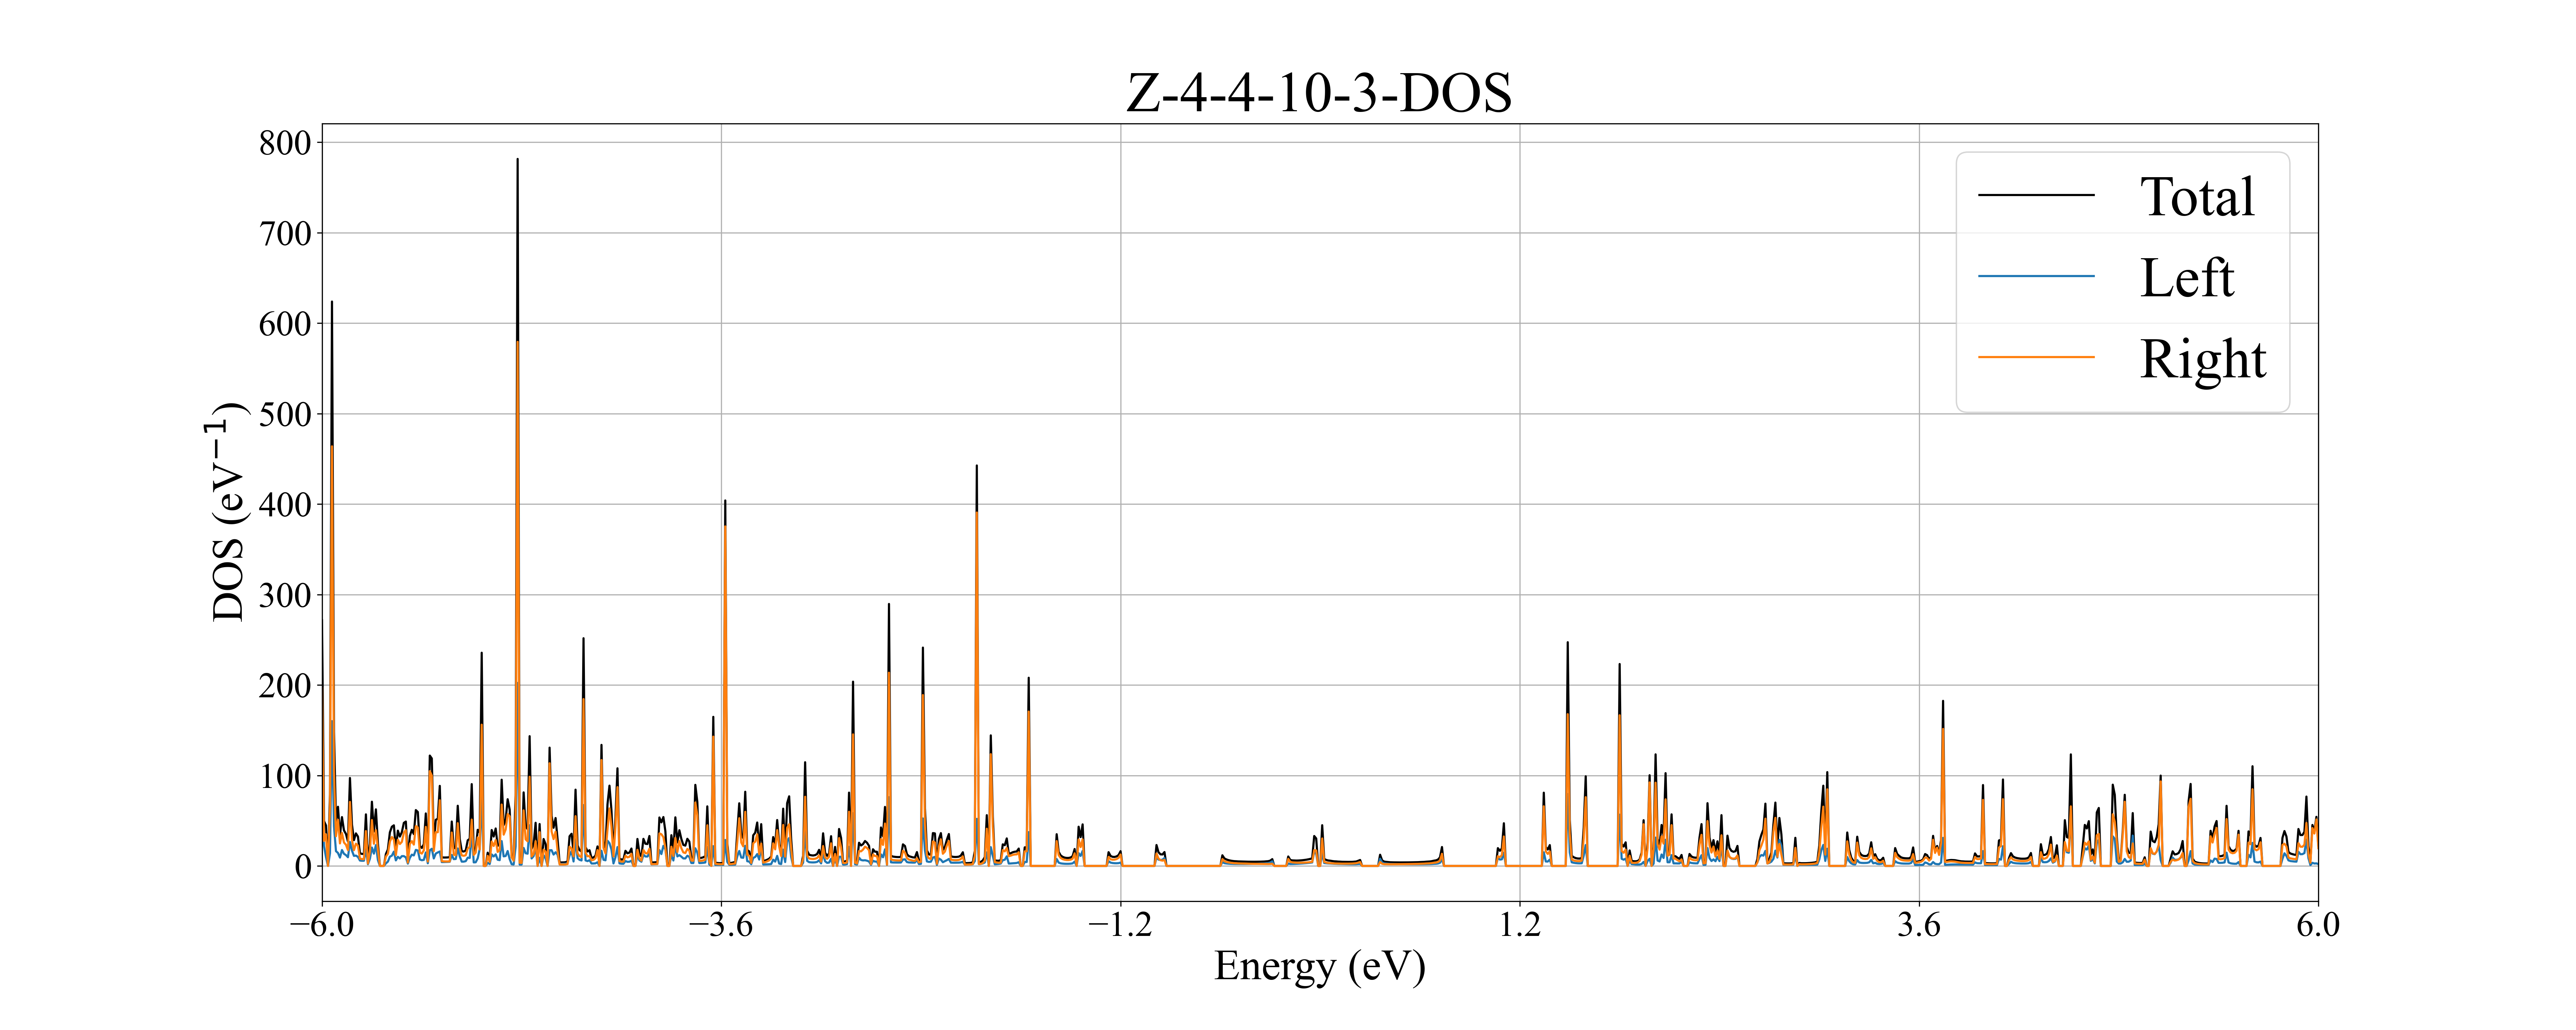 Z-4-4-10-3-DOS
800
700
600
500
400
300
200
100
0
DOS (eV⁻¹)
Total
Left
Right
−6.0 −3.6 −1.2 1.2 3.6 6.0
Energy (eV)